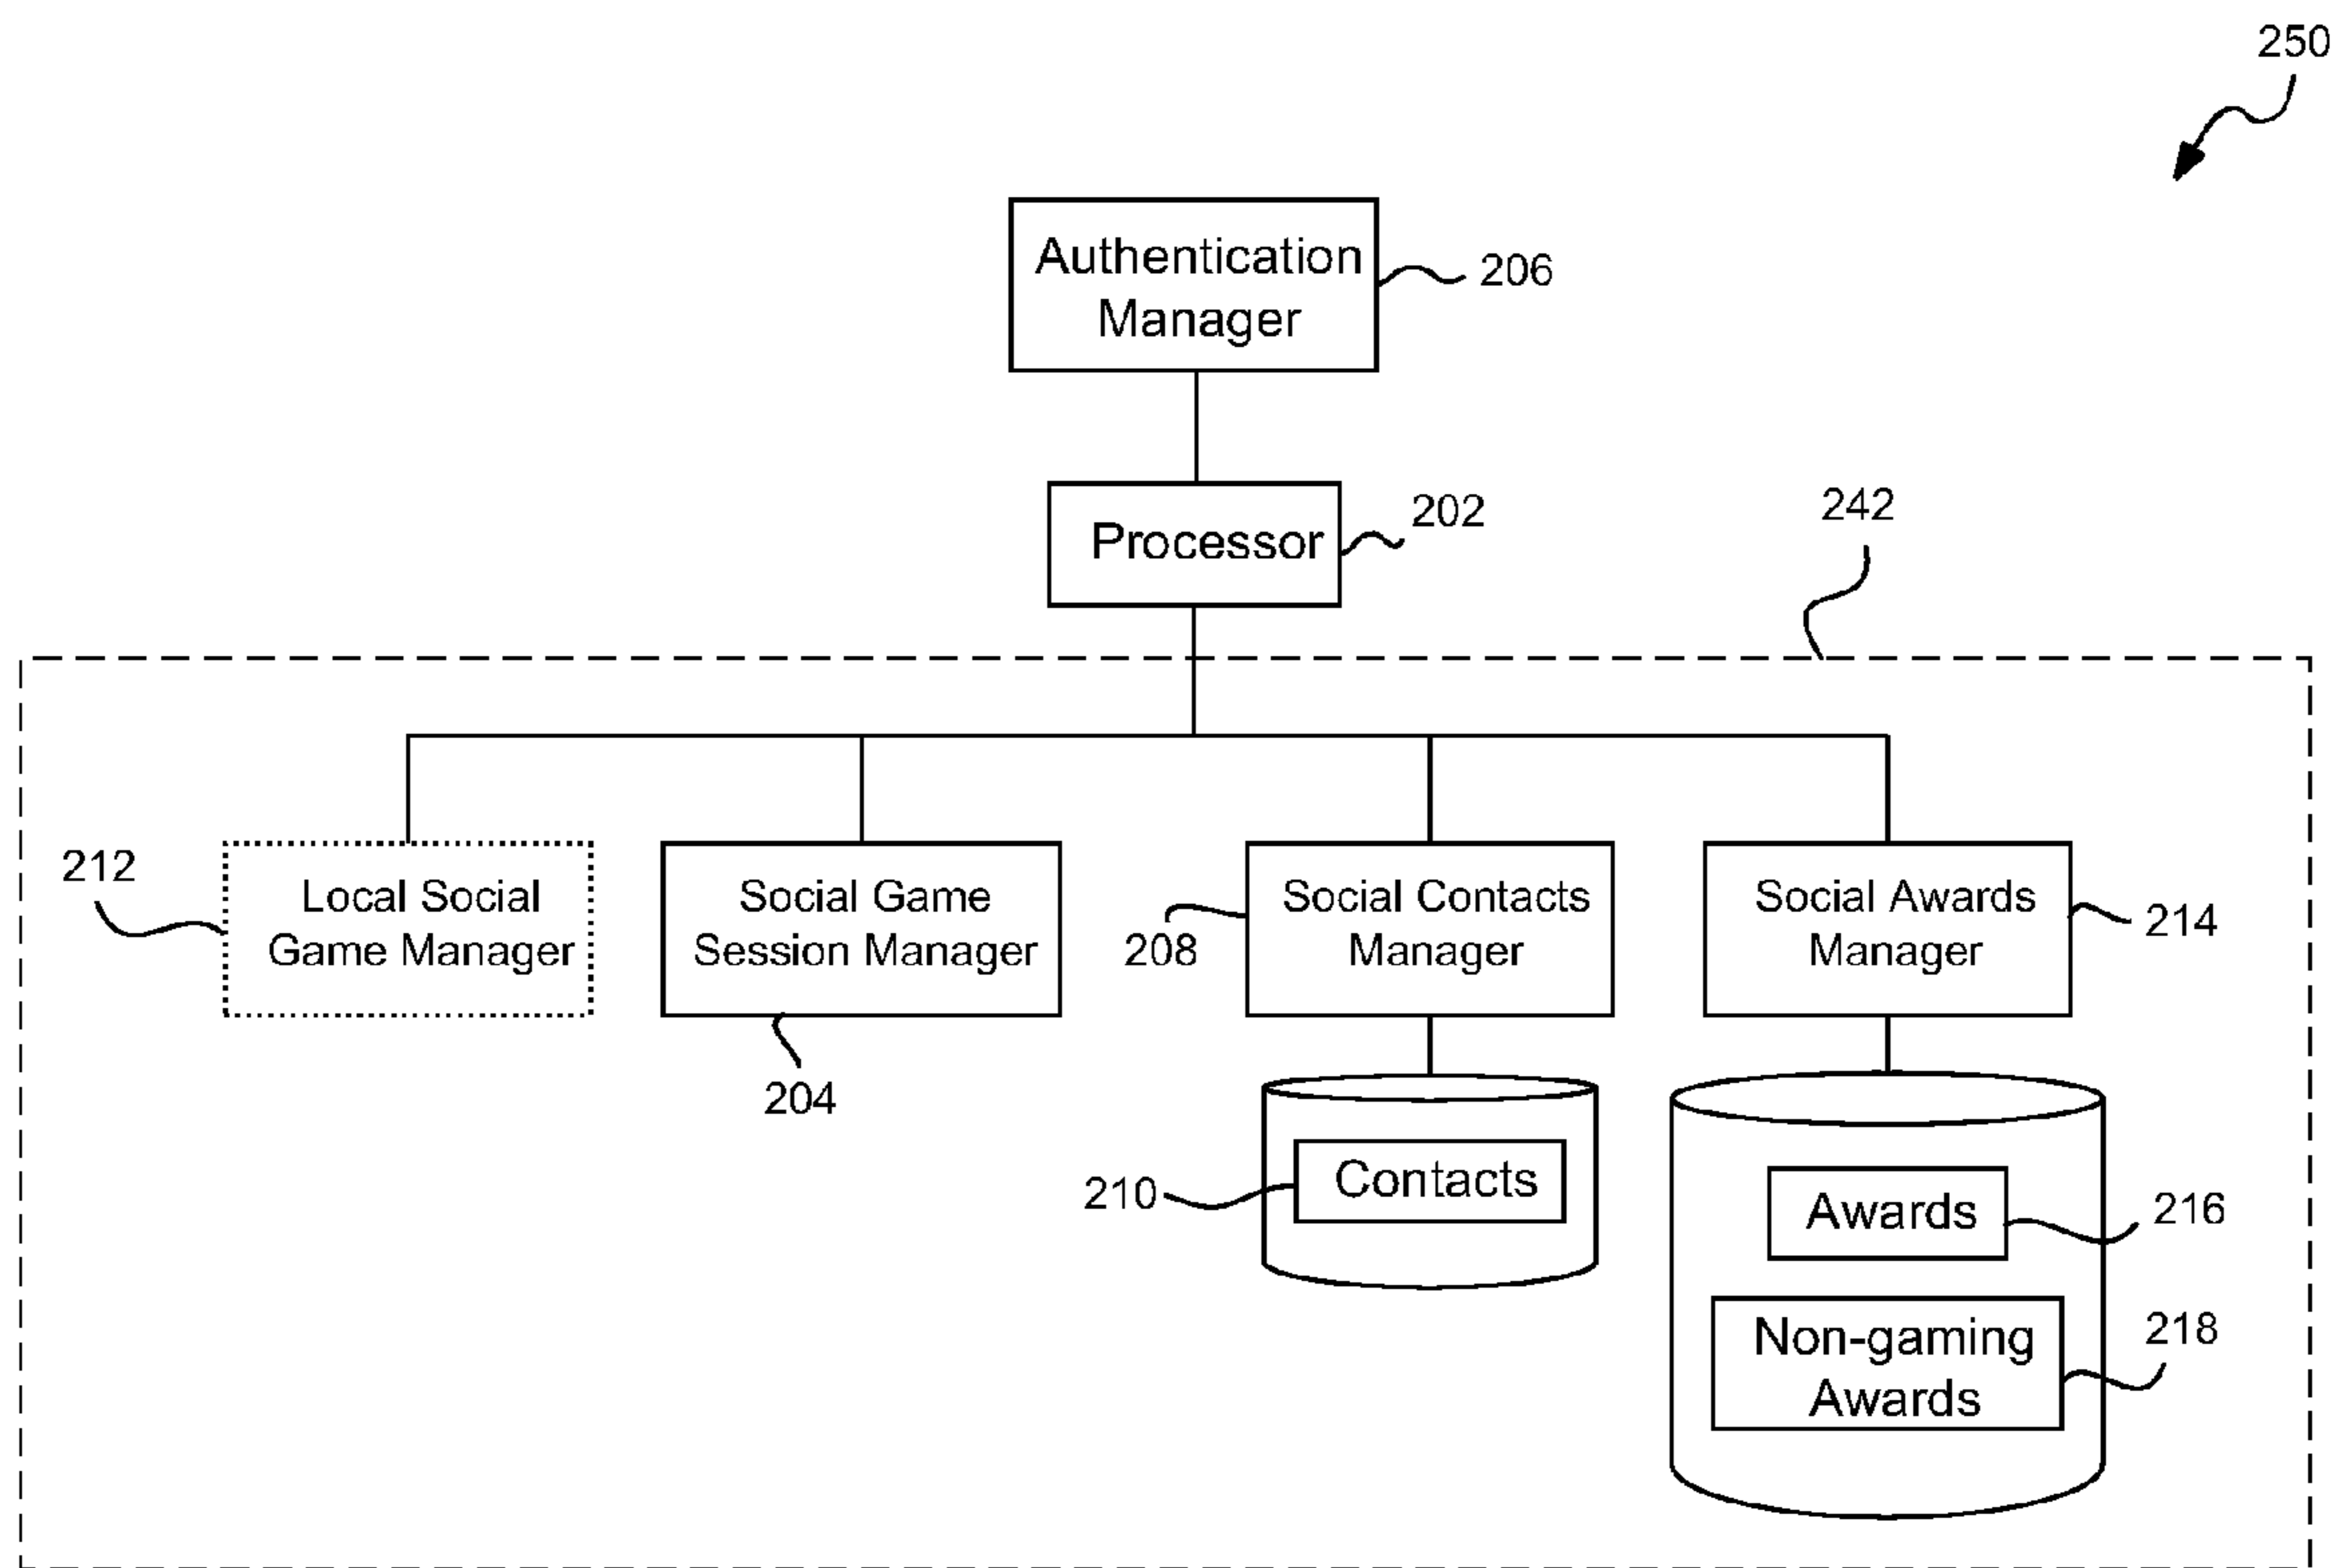 250
Authentication
Manager
206
Processor
202
242
212
Local Social
Game Manager
Social Game
Session Manager
204
Social Contacts
Manager
208
Social Awards
Manager
214
210
Contacts
Awards
216
Non-gaming
Awards
218